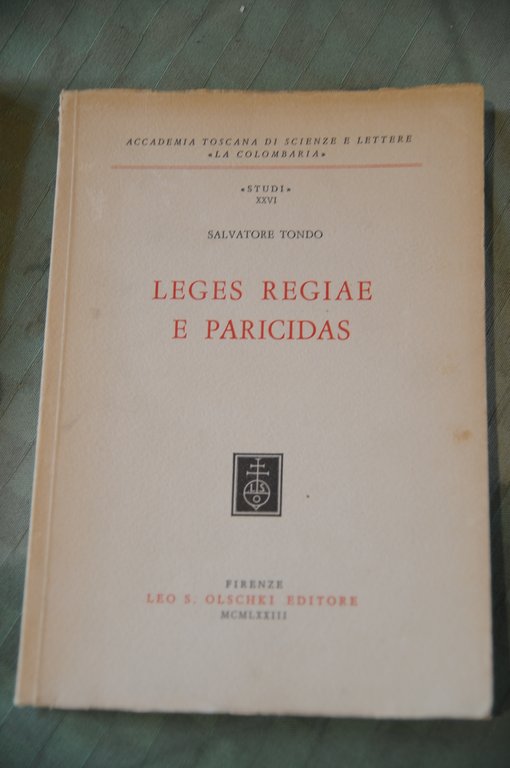 ACCADEMIA TOSCANA DI SCIENZE E LETTERE
«LA COLOMBARIA»
«STUDI»
XXVI
SALVATORE TONDO
LEGES REGIAE
E PARICIDAS
L S
O
FIRENZE
LEO S. OLSCHKI EDITORE
MCMLXXIII